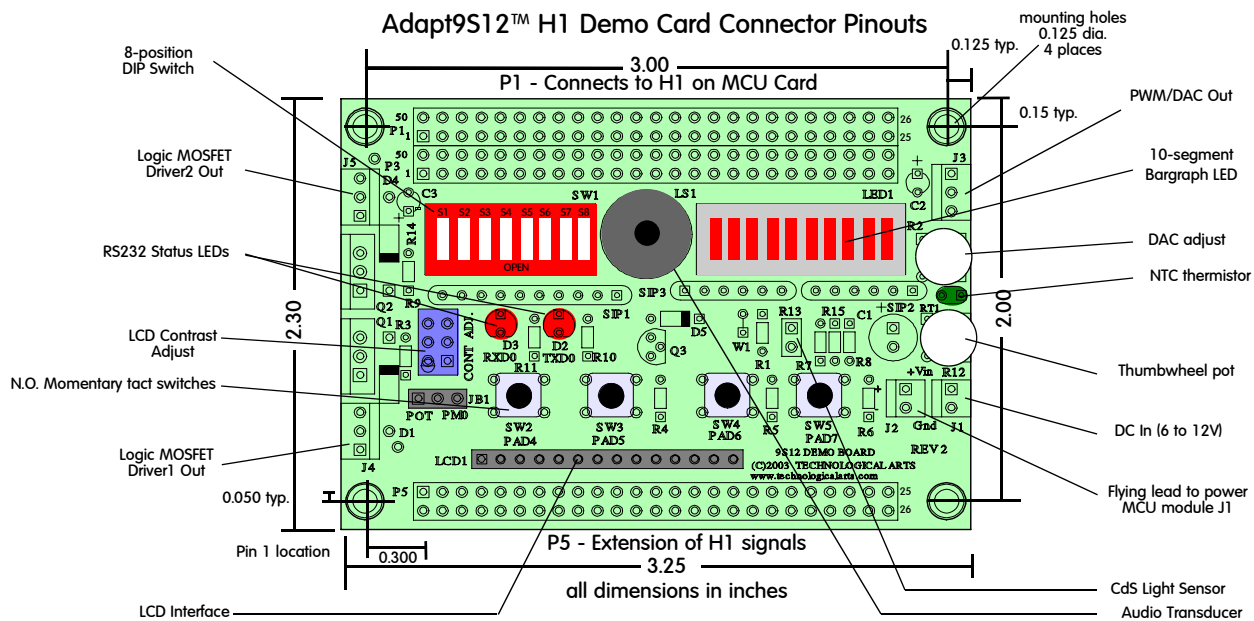 Adapt9S12™ H1 Demo Card Connector Pinouts
mounting holes
0.125 dia.
4 places
0.125 typ.
8-position
DIP Switch
3.00
P1 - Connects to H1 on MCU Card
PWM/DAC Out
0.15 typ.
50
26
P1
1
25
50
P3
1
Logic MOSFET
Driver2 Out
J5
D4
J3
10-segment
Bargraph LED
C3
SW1
LS1
LED1
C2
S1 S2 S3 S4 S5 S6 S7 S8
OPEN
R14
R2
RS232 Status LEDs
DAC adjust
NTC thermistor
SIP3
SIP1
SIP2
RT1
R9
Q2
Q1
R3
2.30
2.00
CONT ADJ.
D3
RXD0
D2
TXD0
R10
R11
Q3
D5
W1
R1
R13
R15
C1
R7
R8
LCD Contrast
Adjust
N.O. Momentary tact switches
Thumbwheel pot
R12
+Vin
+
-
J2
Gnd
J1
DC In (6 to 12V)
JB1
POT
PM0
SW2
PAD4
SW3
PAD5
R4
SW4
PAD6
R5
SW5
PAD7
R6
D1
J4
Logic MOSFET
Driver1 Out
LCD1
9S12 DEMO BOARD
(C)2003 TECHNOLOGICAL ARTS
www.technologicalarts.com
REV2
Flying lead to power
MCU module J1
0.050 typ.
P5
1
25
50
26
Pin 1 location
0.300
P5 - Extension of H1 signals
3.25
all dimensions in inches
CdS Light Sensor
LCD Interface
Audio Transducer